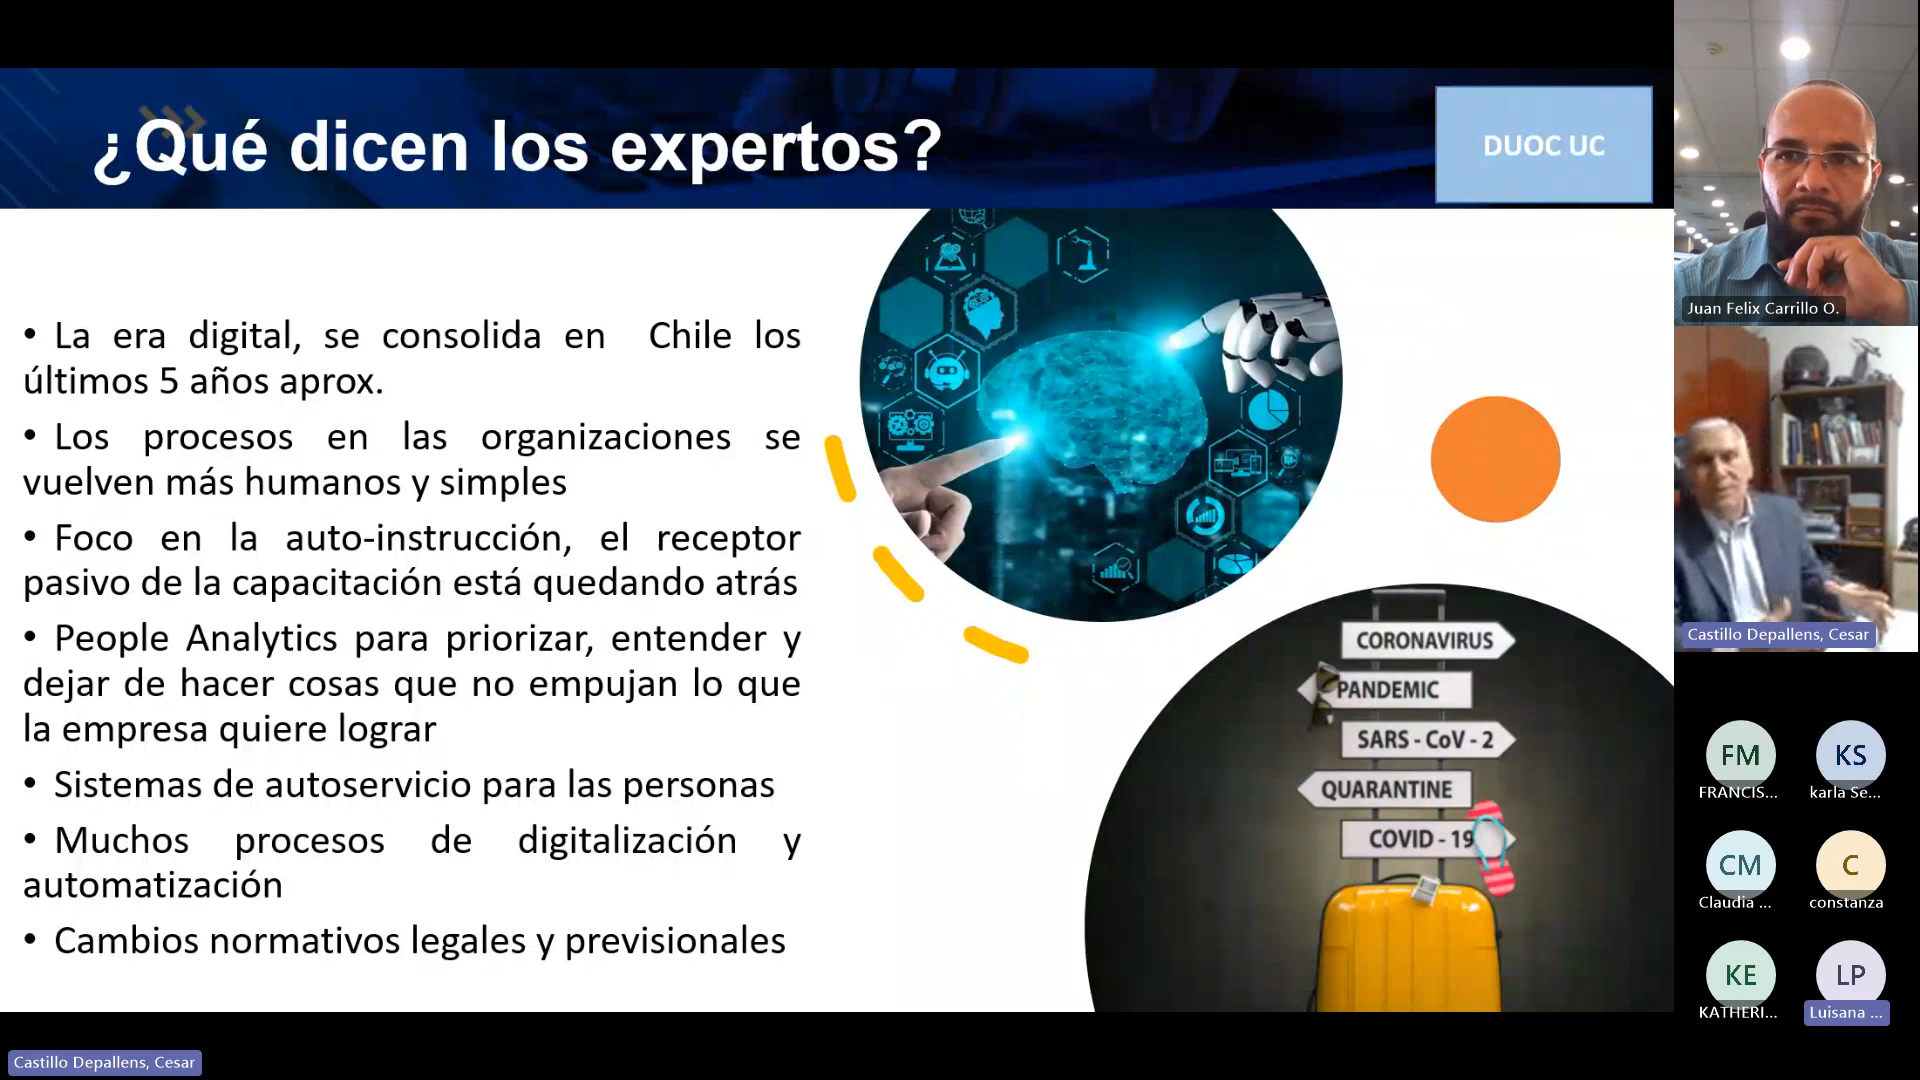 ¿Qué dicen los expertos?
DUOC UC
• La era digital, se consolida en Chile los
últimos 5 años aprox.
• Los procesos en las organizaciones se
vuelven más humanos y simples
• Foco en la auto-instrucción, el receptor
pasivo de la capacitación está quedando atrás
• People Analytics para priorizar, entender y
dejar de hacer cosas que no empujan lo que
la empresa quiere lograr
• Sistemas de autoservicio para las personas
• Muchos procesos de digitalización y
automatización
• Cambios normativos legales y previsionales
CORONAVIRUS
PANDEMIC
SARS - CoV - 2
QUARANTINE
COVID - 19
Juan Felix Carrillo O.
Castillo Depallens, Cesar
FM
FRANCIS...
KS
karla Se...
CM
Claudia ...
C
constanza
KE
KATHERI...
LP
Luisana ...
Castillo Depallens, Cesar